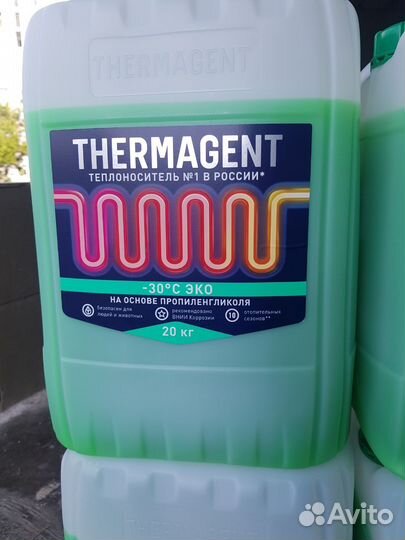 THERMAGENT
THERMAGENT
ТЕПЛОНОСИТЕЛЬ №1 В РОССИИ*
-30°С ЭКО
НА ОСНОВЕ ПРОПИЛЕНГЛИКОЛЯ
безопасен для
людей и животных
рекомендовано
ВНИИ Коррозии
10
отопительных
сезонов**
20 кг
THERMAGENT
Avito